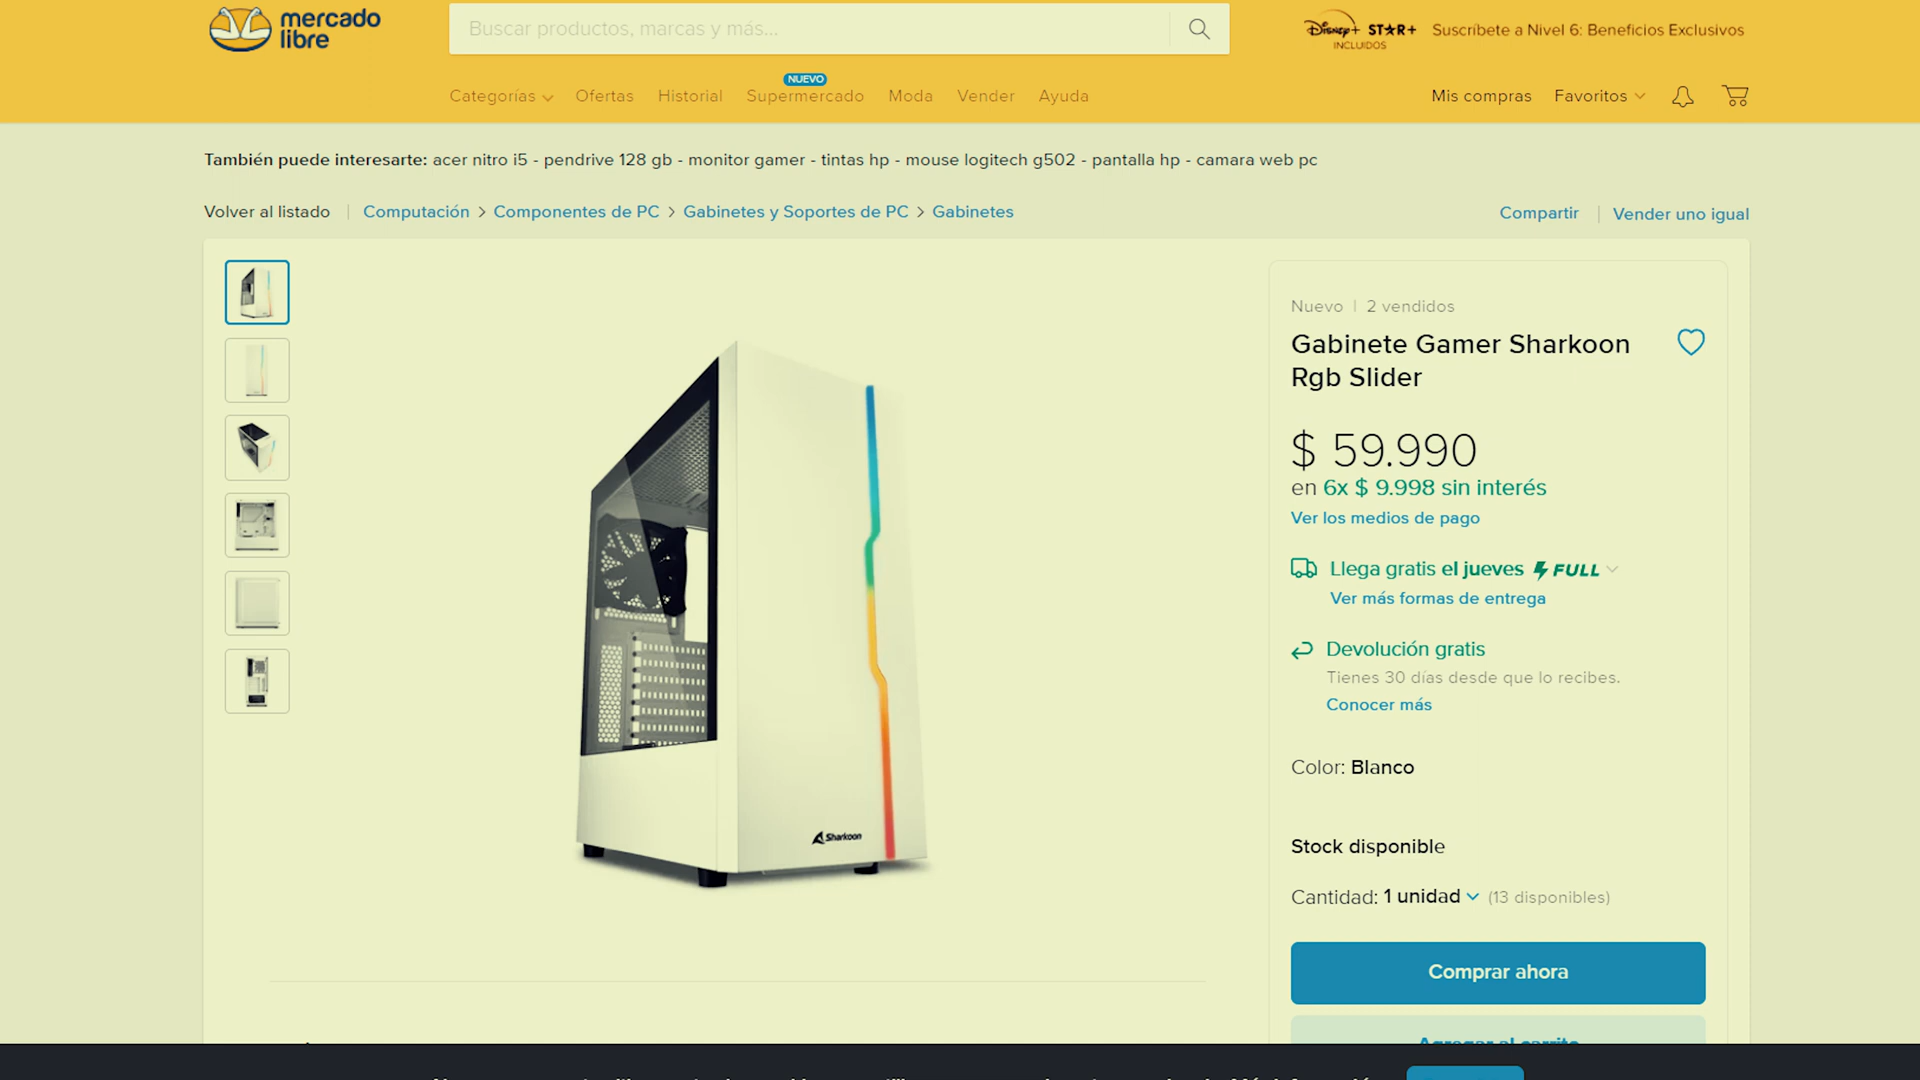 mercado
libre
Buscar productos, marcas y más...
Disney+ STAR+
INCLUIDOS
Suscríbete a Nivel 6: Beneficios Exclusivos
NUEVO
Categorías Ofertas Historial Supermercado Moda Vender Ayuda
Mis compras Favoritos
También puede interesarte: acer nitro i5 - pendrive 128 gb - monitor gamer - tintas hp - mouse logitech g502 - pantalla hp - camara web pc
Volver al listado | Computación > Componentes de PC > Gabinetes y Soportes de PC > Gabinetes
Compartir | Vender uno igual
Nuevo | 2 vendidos
Gabinete Gamer Sharkoon
Rgb Slider
$ 59.990
en 6x $ 9.998 sin interés
Ver los medios de pago
Llega gratis el jueves FULL
Ver más formas de entrega
Devolución gratis
Tienes 30 días desde que lo recibes.
Conocer más
Color: Blanco
Sharkoon
Stock disponible
Cantidad: 1 unidad (13 disponibles)
Comprar ahora
Agregar al carrito